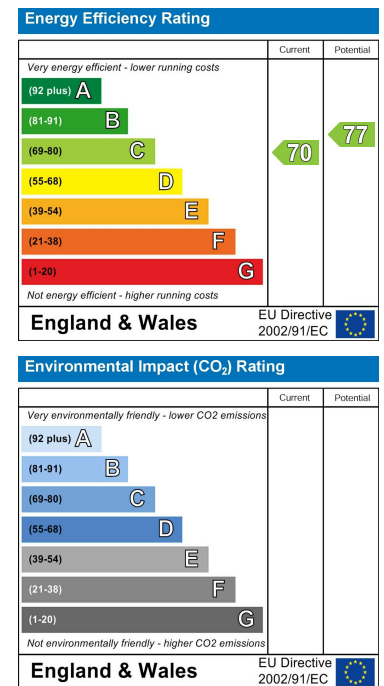 Energy Efficiency Rating
Current Potential
Very energy efficient - lower running costs
(92 plus) A
(81-91) B
(69-80) C
(55-68) D
(39-54) E
(21-38) F
(1-20) G
70
77
Not energy efficient - higher running costs
England & Wales
EU Directive
2002/91/EC
Environmental Impact (CO₂) Rating
Current Potential
Very environmentally friendly - lower CO2 emissions
(92 plus) A
(81-91) B
(69-80) C
(55-68) D
(39-54) E
(21-38) F
(1-20) G
Not environmentally friendly - higher CO2 emissions
England & Wales
EU Directive
2002/91/EC